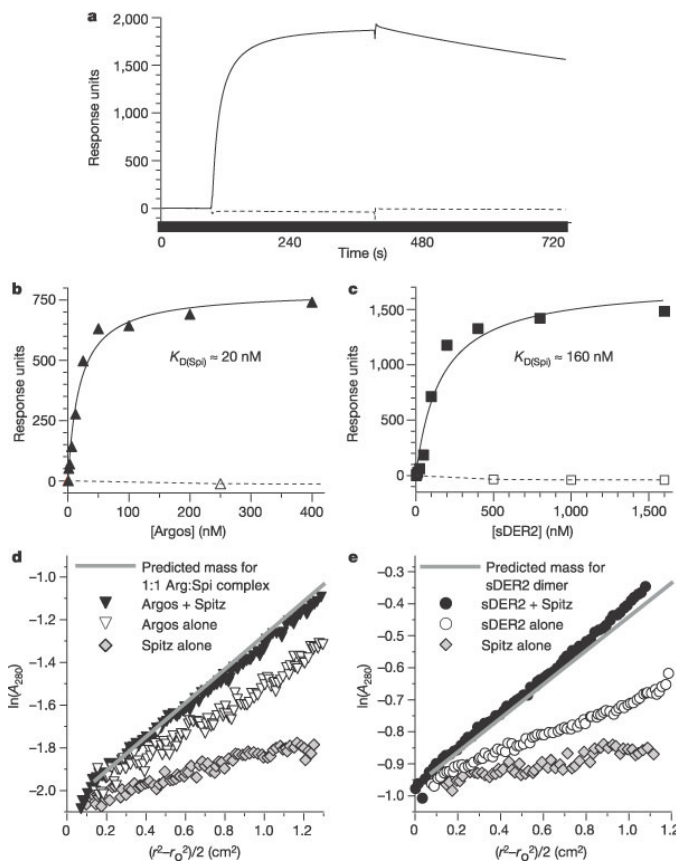 a
2,000
1,500
1,000
500
0
Response units
0 240 480 720
Time (s)
b
750
500
250
0
Response units
K_D(Spi) ≈ 20 nM
0 100 200 300 400
[Argos] (nM)
c
1,500
1,000
500
0
Response units
K_D(Spi) ≈ 160 nM
0 500 1,000 1,500
[sDER2] (nM)
d
–1.0
–1.2
–1.4
–1.6
–1.8
–2.0
ln(A280)
Predicted mass for
1:1 Arg:Spi complex
Argos + Spitz
Argos alone
Spitz alone
0 0.2 0.4 0.6 0.8 1.0 1.2
(r²–rO²)/2 (cm²)
e
–0.3
–0.4
–0.5
–0.6
–0.7
–0.8
–0.9
–1.0
ln(A280)
Predicted mass for
sDER2 dimer
sDER2 + Spitz
sDER2 alone
Spitz alone
0 0.2 0.4 0.6 0.8 1.0 1.2
(r²–rO²)/2 (cm²)